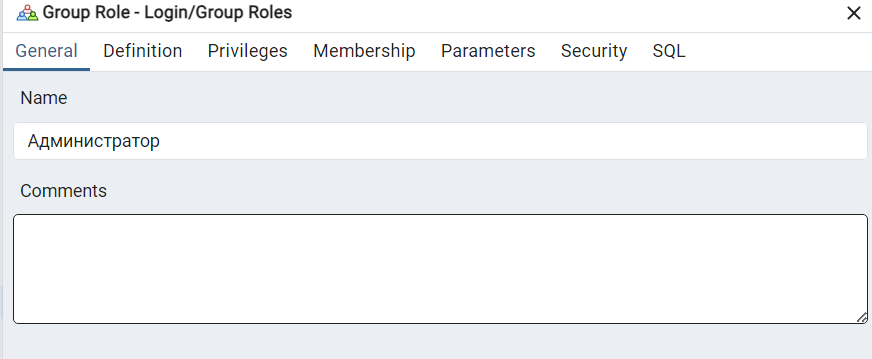 Group Role - Login/Group Roles
General Definition Privileges Membership Parameters Security SQL
Name
Администратор
Comments